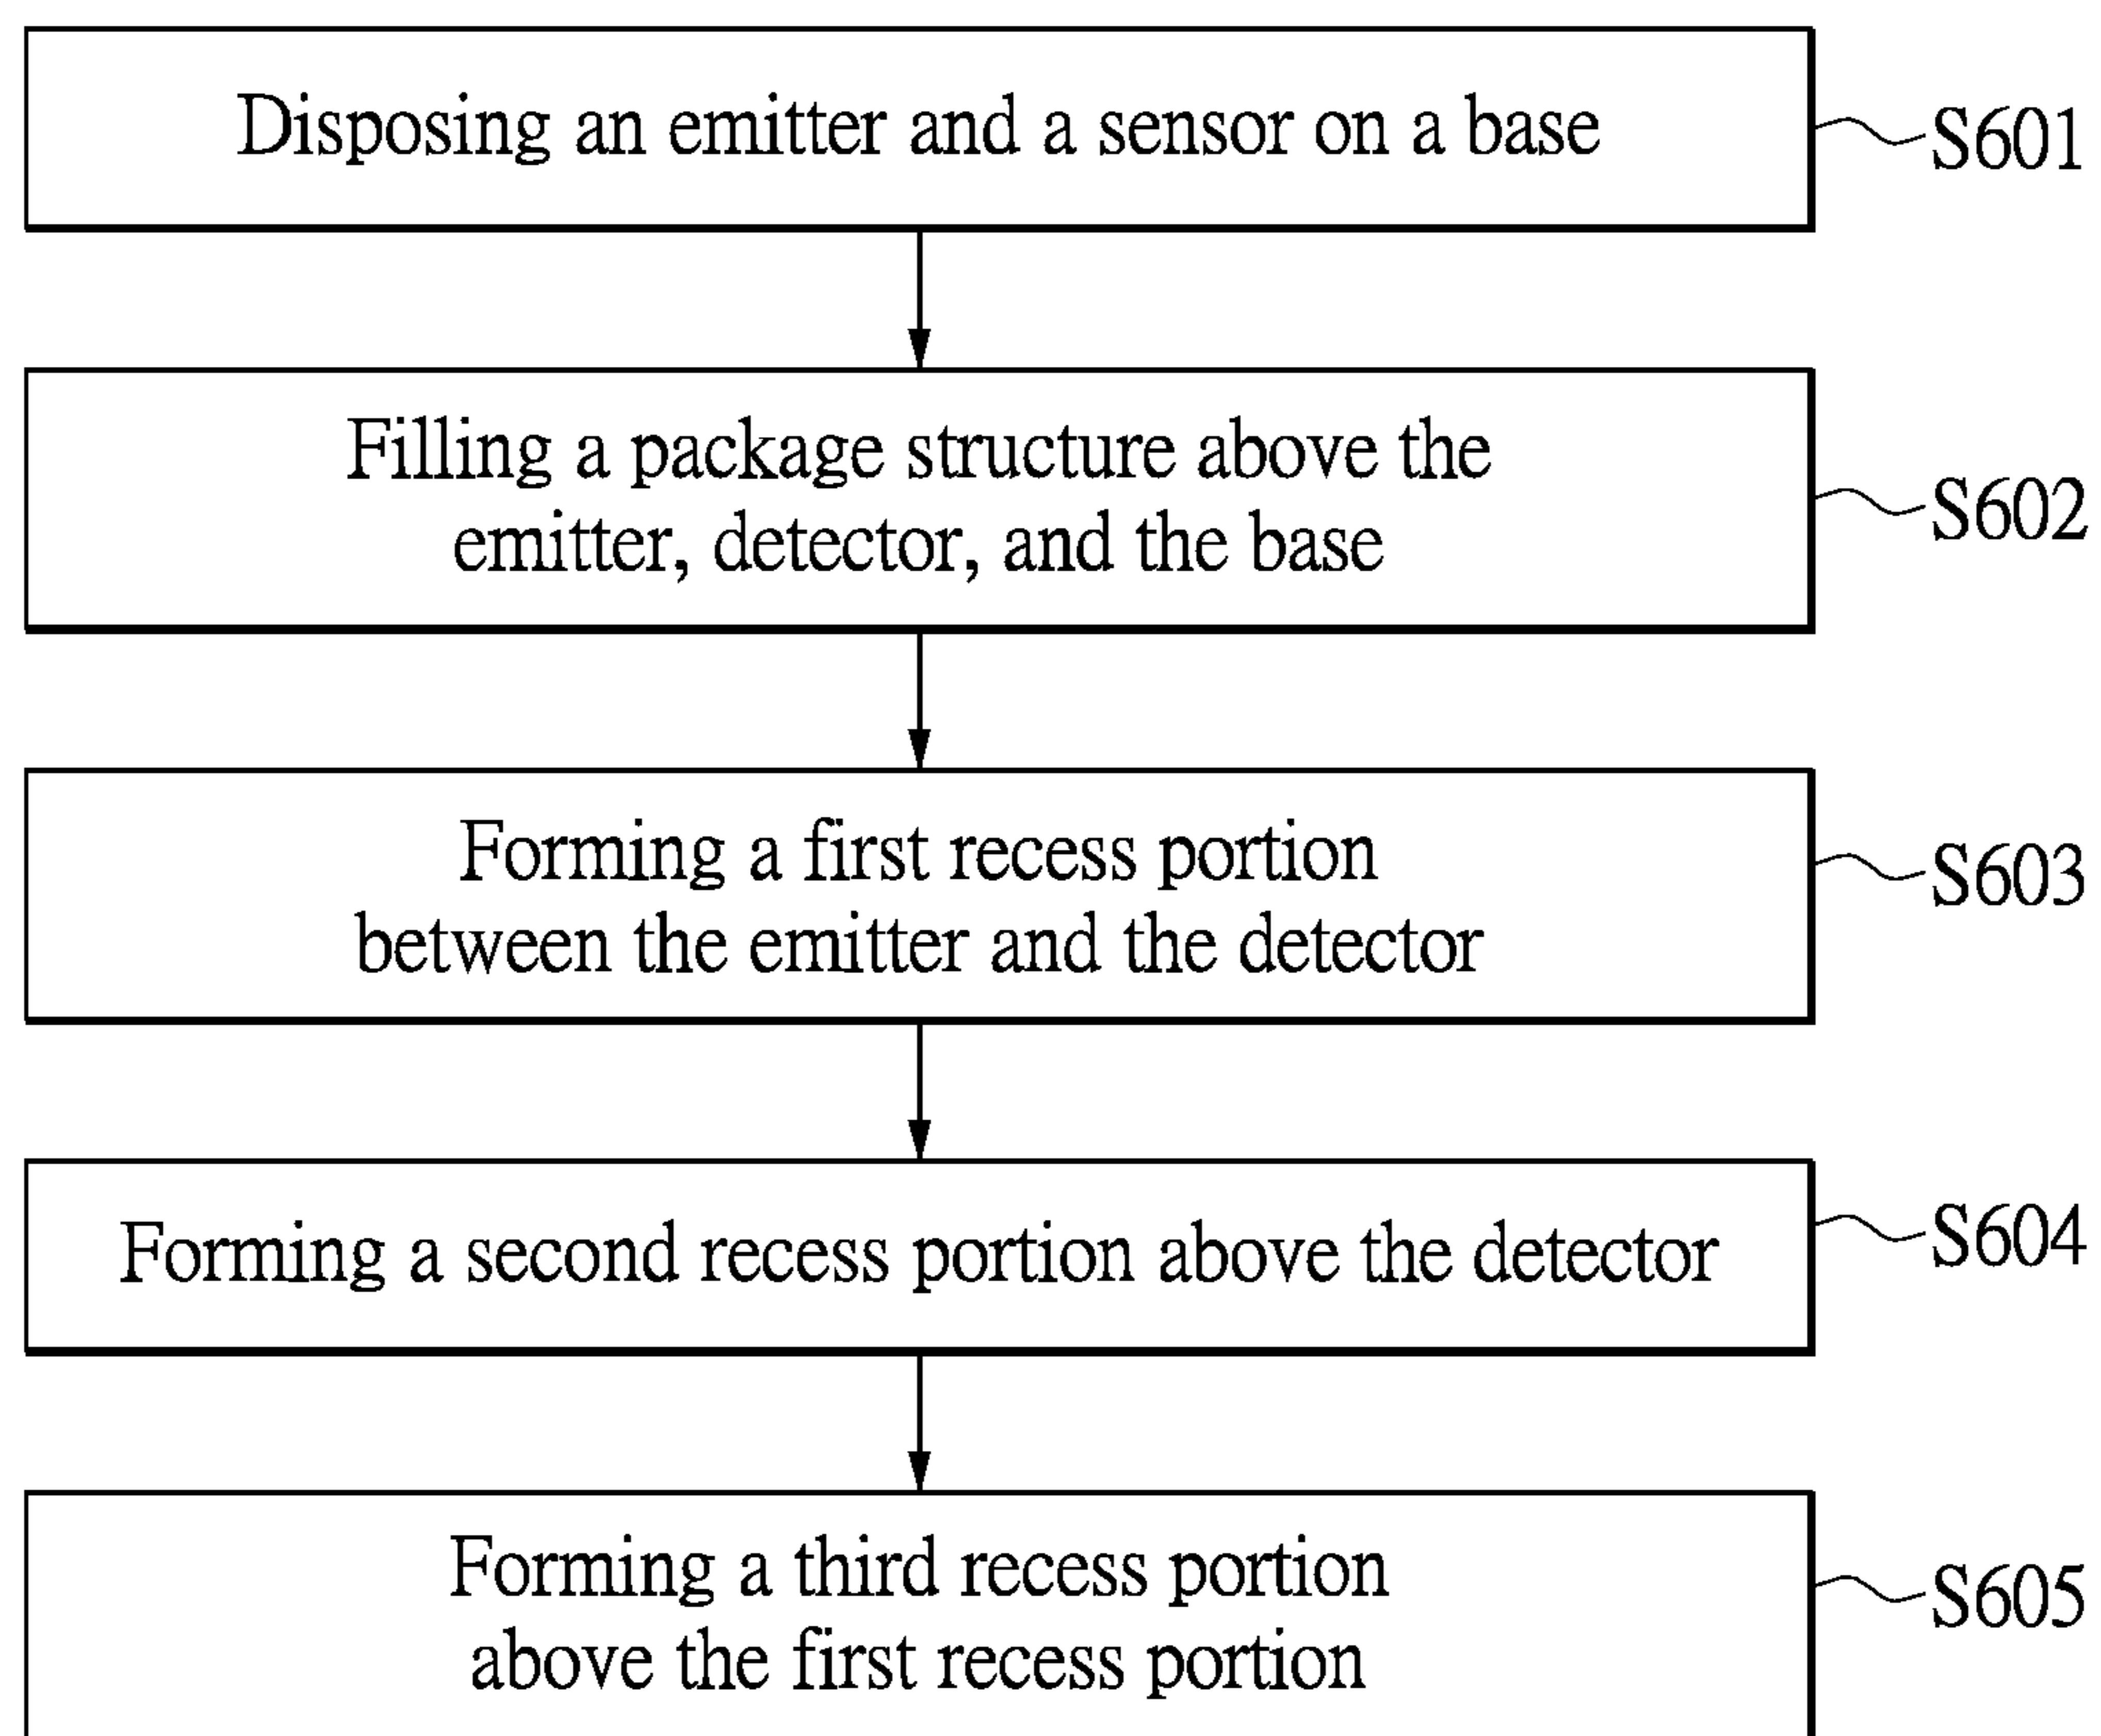 Disposing an emitter and a sensor on a base
S601
Filling a package structure above the
emitter, detector, and the base
S602
Forming a first recess portion
between the emitter and the detector
S603
Forming a second recess portion above the detector
S604
Forming a third recess portion
above the first recess portion
S605